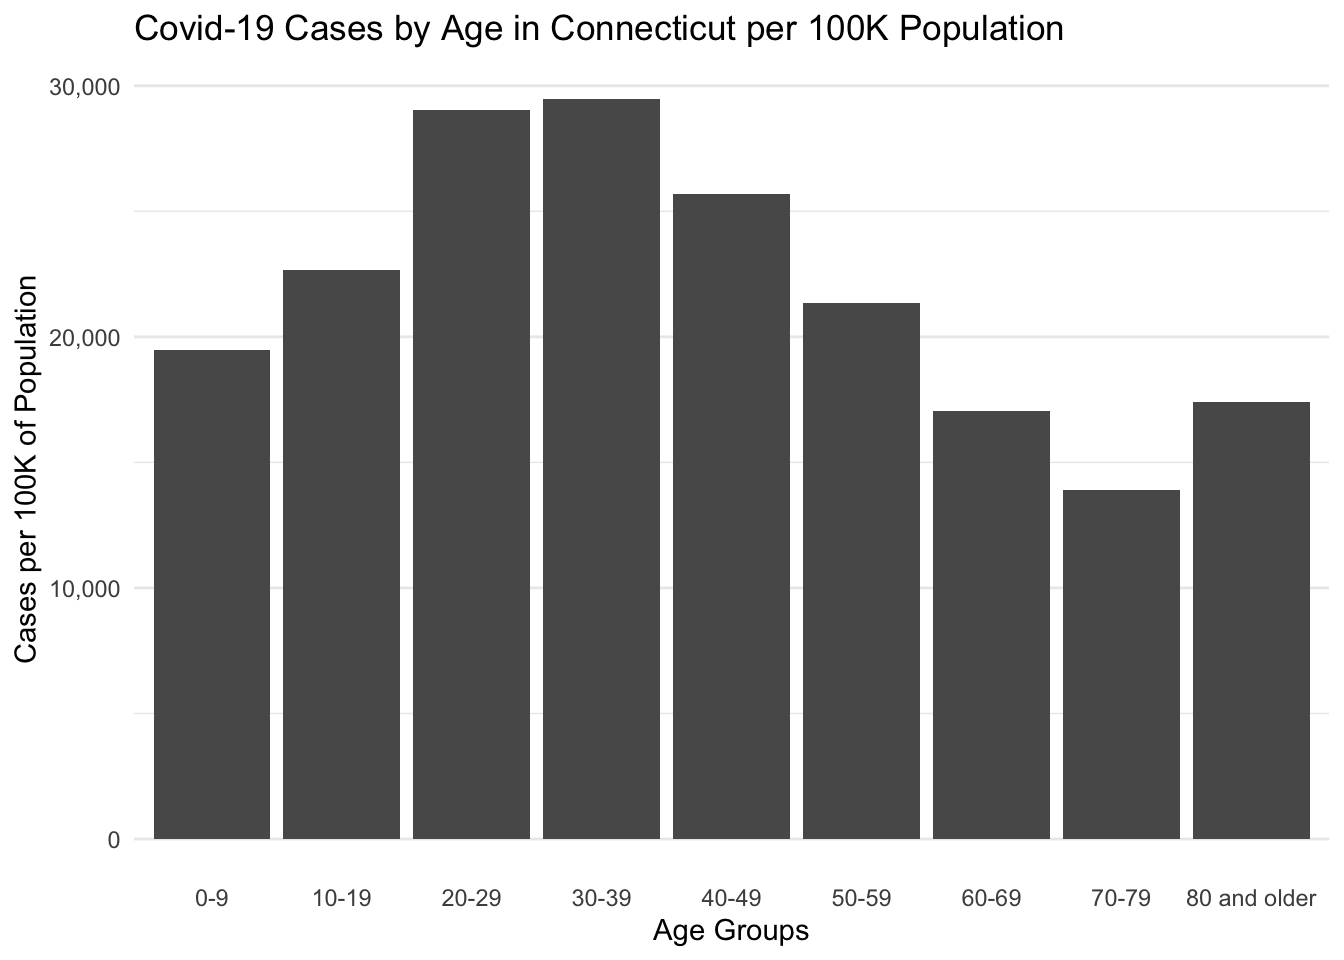 Covid-19 Cases by Age in Connecticut per 100K Population
Cases per 100K of Population
30,000
20,000
10,000
0
0-9 10-19 20-29 30-39 40-49 50-59 60-69 70-79 80 and older
Age Groups